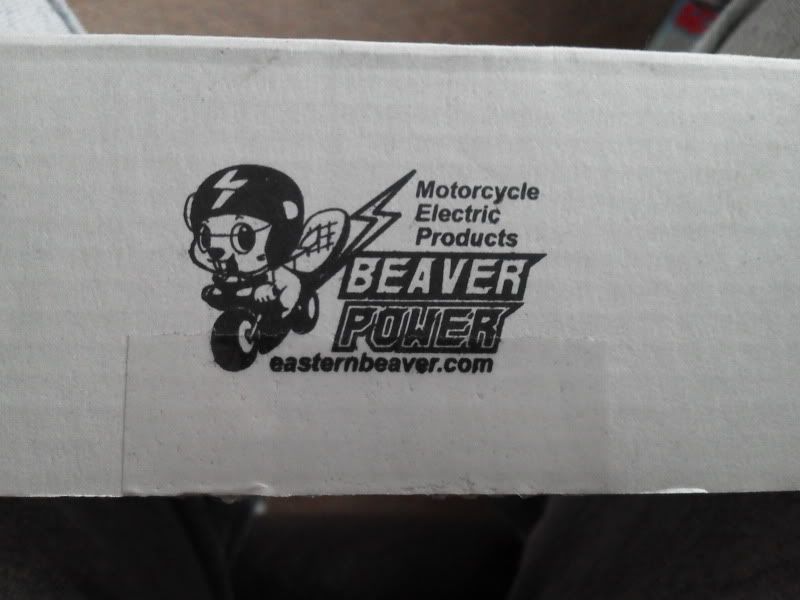 Motorcycle
Electric
Products
BEAVER
POWER
easternbeaver.com